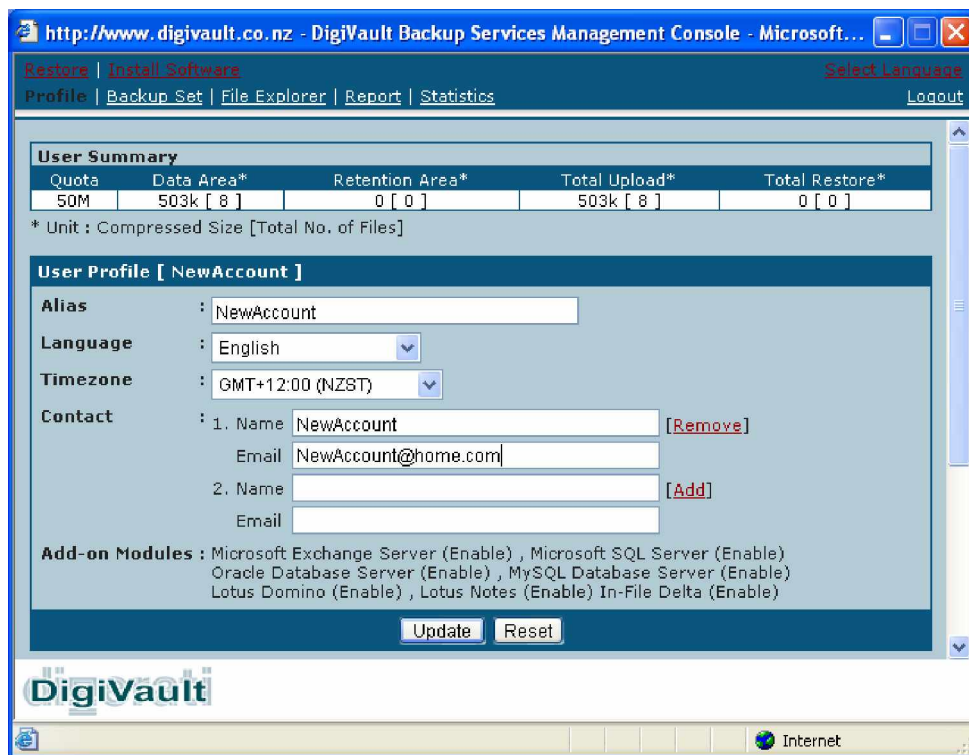 http://www.digivault.co.nz - DigiVault Backup Services Management Console - Microsoft...
Restore | Install Software Select Language
Profile | Backup Set | File Explorer | Report | Statistics Logout
User Summary
Quota Data Area* Retention Area* Total Upload* Total Restore*
50M 503k [ 8 ] 0 [ 0 ] 503k [ 8 ] 0 [ 0 ]
* Unit : Compressed Size [Total No. of Files]
User Profile [ NewAccount ]
Alias : NewAccount
Language : English
Timezone : GMT+12:00 (NZST)
Contact : 1. Name NewAccount [Remove]
Email NewAccount@home.com
2. Name [Add]
Email
Add-on Modules : Microsoft Exchange Server (Enable) , Microsoft SQL Server (Enable)
Oracle Database Server (Enable) , MySQL Database Server (Enable)
Lotus Domino (Enable) , Lotus Notes (Enable) In-File Delta (Enable)
Update Reset
DigiVault
Internet